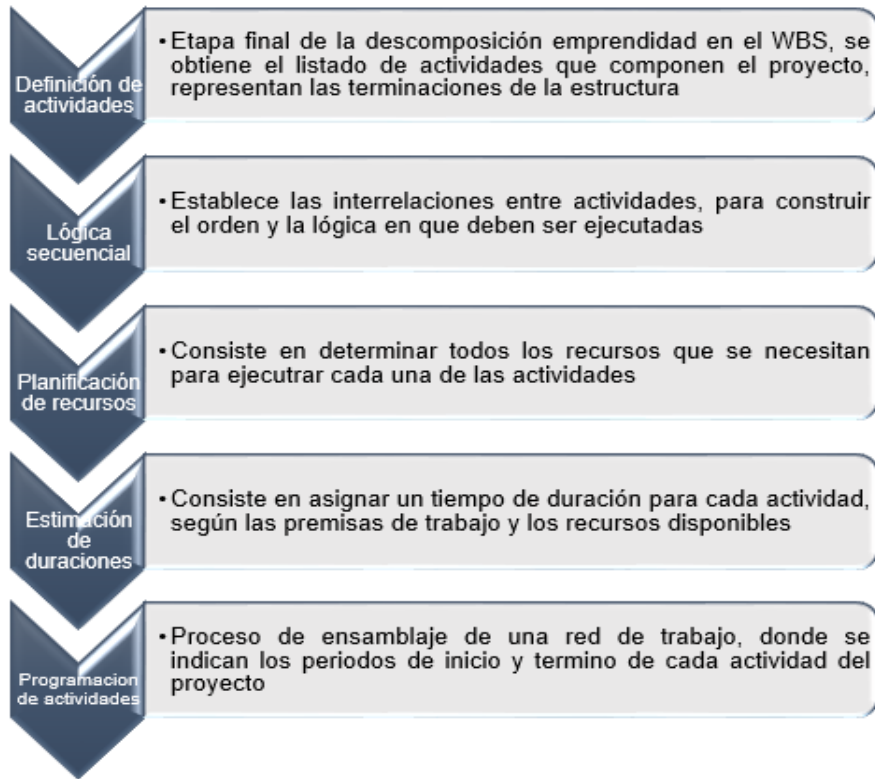 Definición de
actividades
• Etapa final de la descomposición emprendidad en el WBS, se
obtiene el listado de actividades que componen el proyecto,
representan las terminaciones de la estructura
Lógica
secuencial
• Establece las interrelaciones entre actividades, para construir
el orden y la lógica en que deben ser ejecutadas
Planificación
de recursos
• Consiste en determinar todos los recursos que se necesitan
para ejecutrar cada una de las actividades
Estimación
de
duraciones
• Consiste en asignar un tiempo de duración para cada actividad,
según las premisas de trabajo y los recursos disponibles
Programacion
de actividades
• Proceso de ensamblaje de una red de trabajo, donde se
indican los periodos de inicio y termino de cada actividad del
proyecto